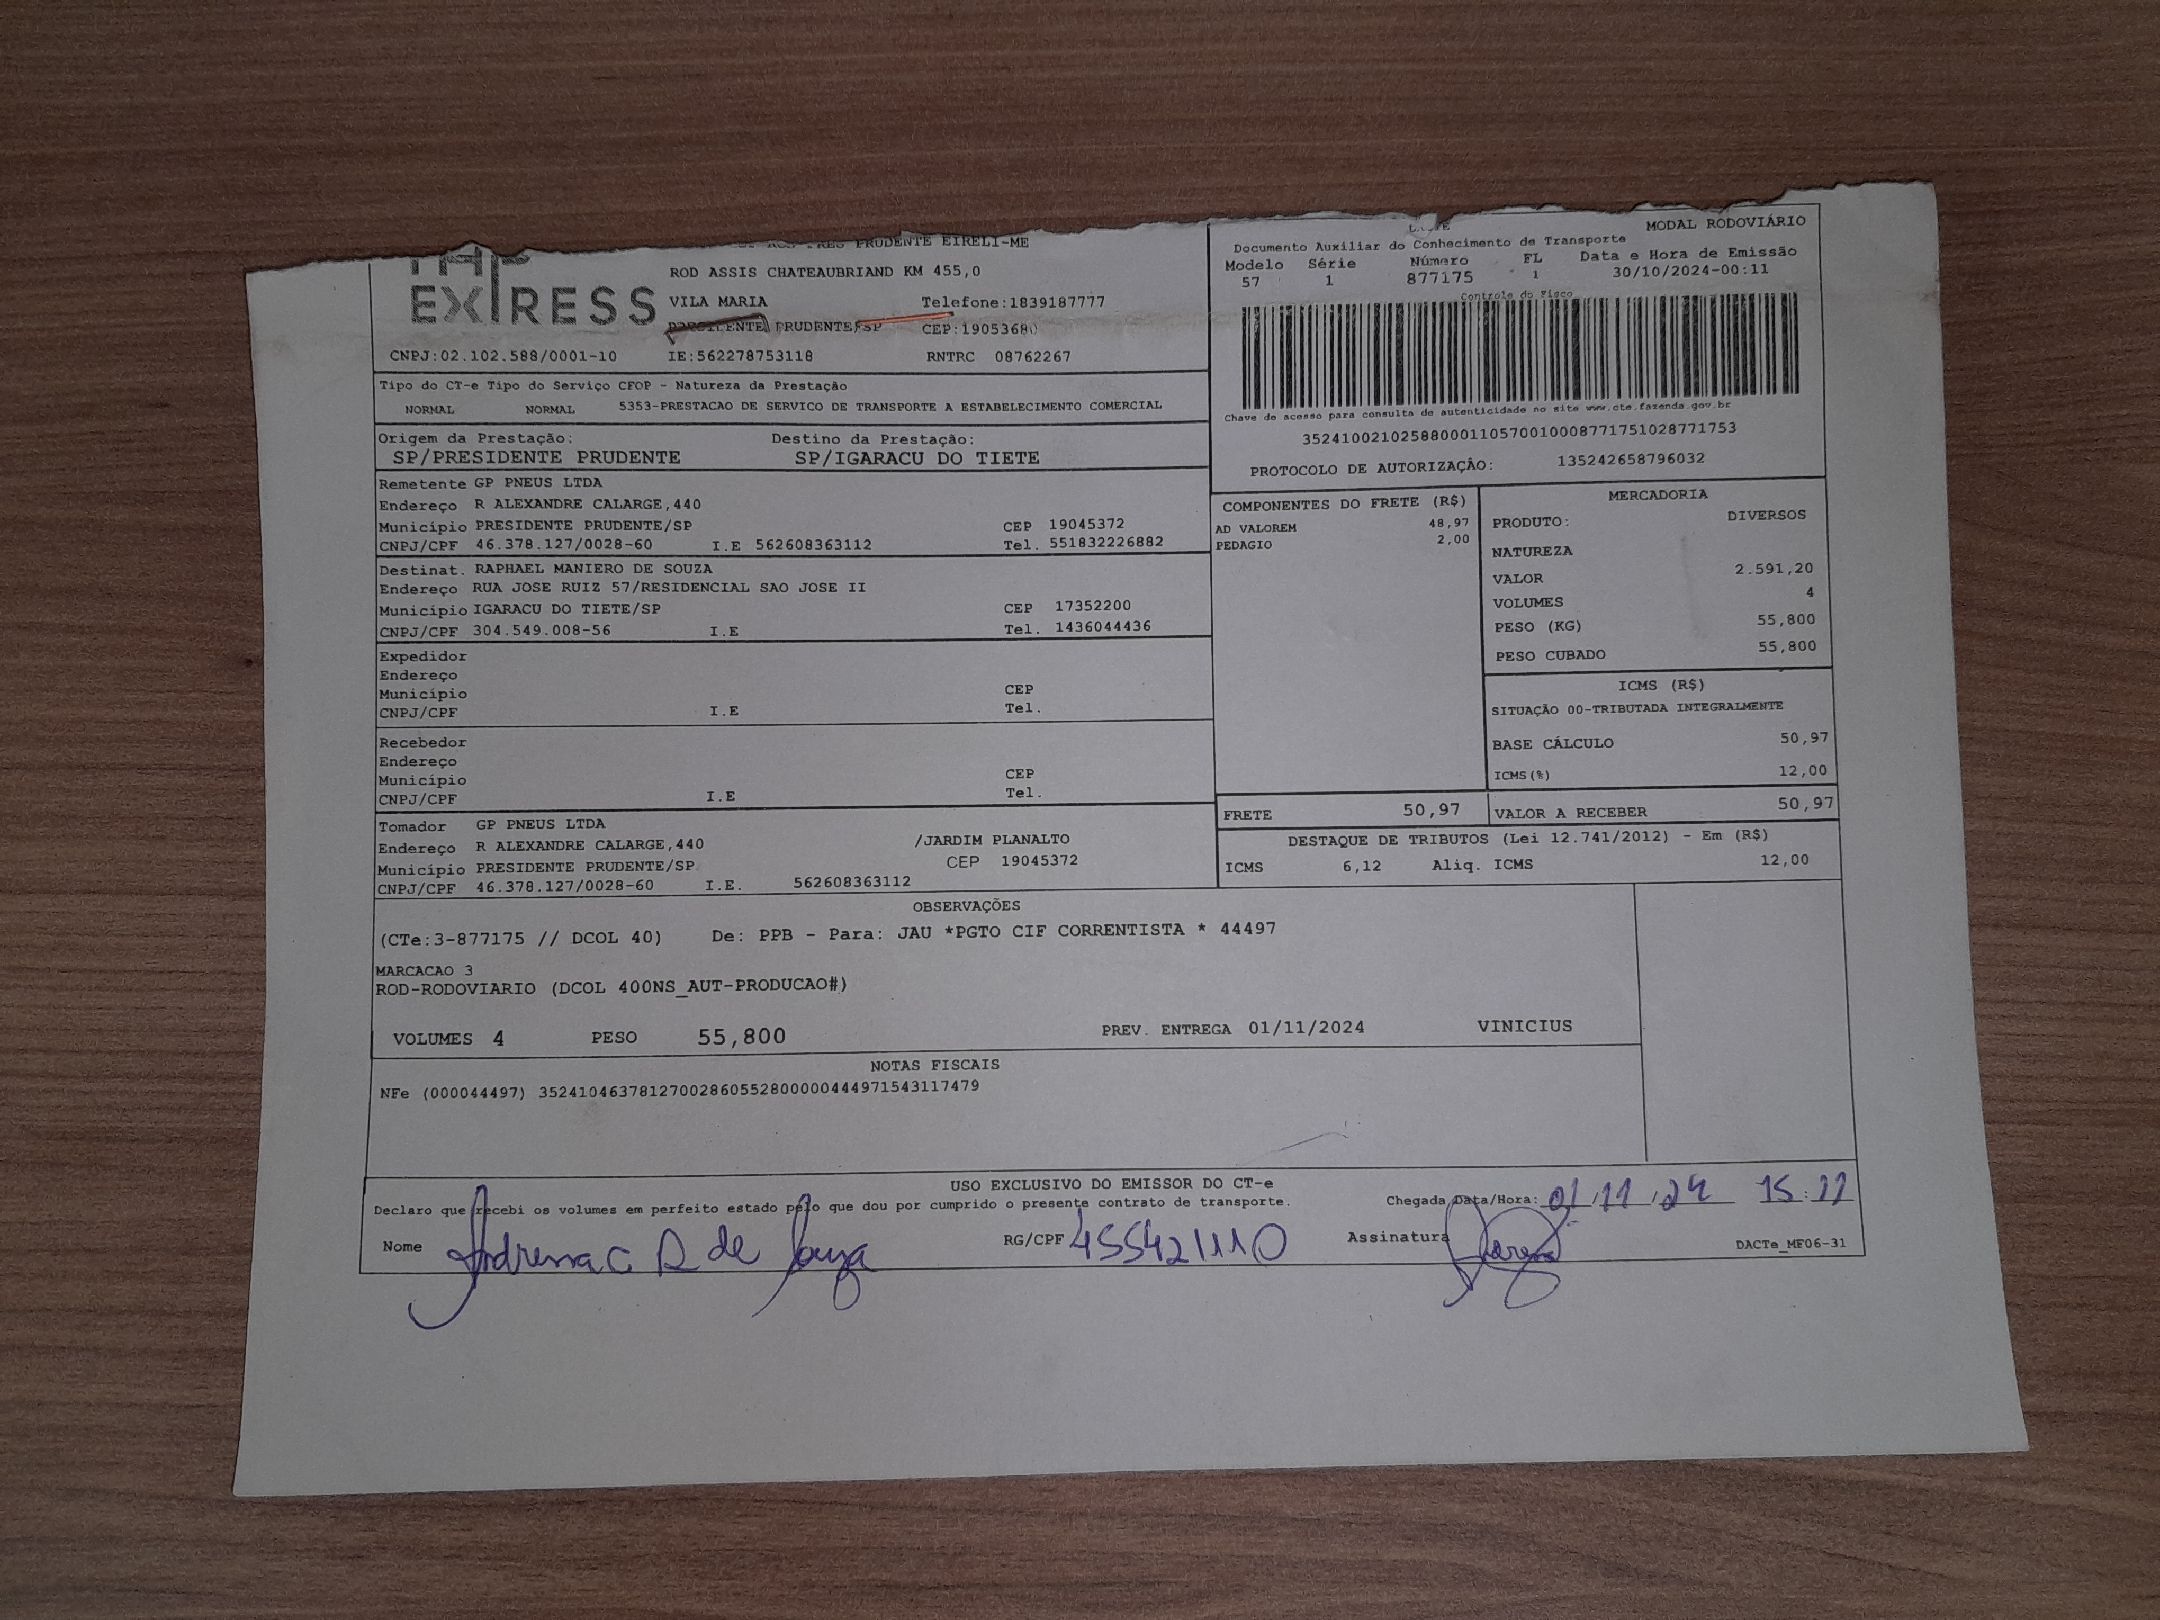 PRES PRUDENTE EIRELI-ME
EXPRESS
ROD ASSIS CHATEAUBRIAND KM 455,0
VILA MARIA Telefone:1839187777
PRESIDENTE PRUDENTE/SP CEP:19053680
CNPJ:02.102.588/0001-10 IE:562278753118 RNTRC 08762267
MODAL RODOVIÁRIO
Documento Auxiliar do Conhecimento de Transporte
Modelo Série Número FL Data e Hora de Emissão
57 1 877175 1 30/10/2024-00:11
Controle do Fisco
Chave de acesso para consulta de autenticidade no site www.cte.fazenda.gov.br
35241002102588000110570010008771751028771753
PROTOCOLO DE AUTORIZAÇÃO: 135242658796032
Tipo do CT-e Tipo do Serviço CFOP - Natureza da Prestação
NORMAL NORMAL 5353-PRESTACAO DE SERVICO DE TRANSPORTE A ESTABELECIMENTO COMERCIAL
Origem da Prestação: Destino da Prestação:
SP/PRESIDENTE PRUDENTE SP/IGARACU DO TIETE
Remetente GP PNEUS LTDA
Endereço R ALEXANDRE CALARGE,440
Município PRESIDENTE PRUDENTE/SP CEP 19045372
CNPJ/CPF 46.378.127/0028-60 I.E 562608363112 Tel. 551832226882
Destinat. RAPHAEL MANIERO DE SOUZA
Endereço RUA JOSE RUIZ 57/RESIDENCIAL SAO JOSE II
Município IGARACU DO TIETE/SP CEP 17352200
CNPJ/CPF 304.549.008-56 I.E Tel. 1436044436
Expedidor
Endereço
Município CEP
CNPJ/CPF I.E Tel.
Recebedor
Endereço
Município CEP
CNPJ/CPF I.E Tel.
Tomador GP PNEUS LTDA
Endereço R ALEXANDRE CALARGE,440 /JARDIM PLANALTO
Município PRESIDENTE PRUDENTE/SP CEP 19045372
CNPJ/CPF 46.378.127/0028-60 I.E. 562608363112
COMPONENTES DO FRETE (R$)
AD VALOREM 48,97
PEDAGIO 2,00
MERCADORIA
PRODUTO: DIVERSOS
NATUREZA
VALOR 2.591,20
VOLUMES 4
PESO (KG) 55,800
PESO CUBADO 55,800
ICMS (R$)
SITUAÇÃO 00-TRIBUTADA INTEGRALMENTE
BASE CÁLCULO 50,97
ICMS(%) 12,00
FRETE 50,97 VALOR A RECEBER 50,97
DESTAQUE DE TRIBUTOS (Lei 12.741/2012) - Em (R$)
ICMS 6,12 Aliq. ICMS 12,00
OBSERVAÇÕES
(CTe:3-877175 // DCOL 40) De: PPB - Para: JAU *PGTO CIF CORRENTISTA * 44497
MARCACAO 3
ROD-RODOVIARIO (DCOL 400NS_AUT-PRODUCAO#)
VOLUMES 4 PESO 55,800 PREV. ENTREGA 01/11/2024 VINICIUS
NOTAS FISCAIS
NFe (000044497) 35241046378127002860552800000444971543117479
USO EXCLUSIVO DO EMISSOR DO CT-e
Declaro que recebi os volumes em perfeito estado pelo que dou por cumprido o presente contrato de transporte. Chegada Data/Hora: 01 11 24 15:11
Nome Andressa C R de Souza RG/CPF 455421110 Assinatura
DACTe_MF06-31